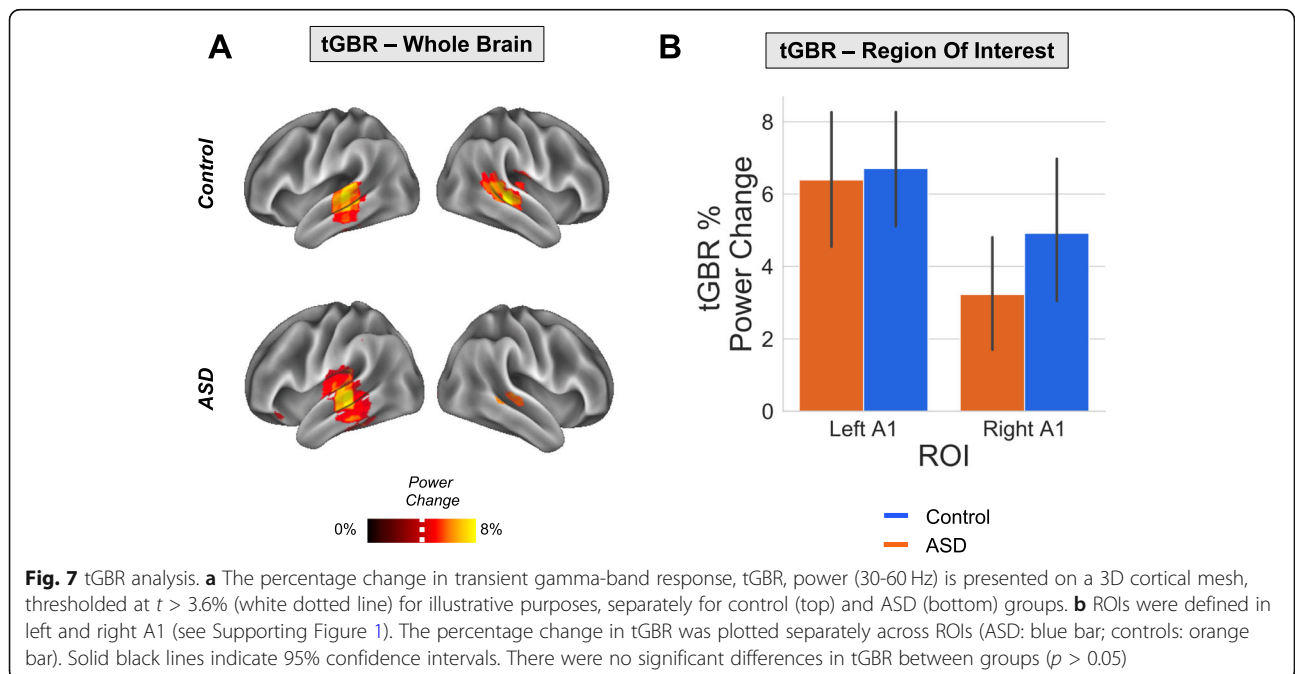 A
tGBR – Whole Brain
Control
ASD
Power
Change
0%
8%
B
tGBR – Region Of Interest
tGBR %
Power Change
8
6
4
2
0
Left A1
Right A1
ROI
Control
ASD
Fig. 7 tGBR analysis. a The percentage change in transient gamma-band response, tGBR, power (30-60 Hz) is presented on a 3D cortical mesh,
thresholded at t > 3.6% (white dotted line) for illustrative purposes, separately for control (top) and ASD (bottom) groups. b ROIs were defined in
left and right A1 (see Supporting Figure 1). The percentage change in tGBR was plotted separately across ROIs (ASD: blue bar; controls: orange
bar). Solid black lines indicate 95% confidence intervals. There were no significant differences in tGBR between groups (p > 0.05)